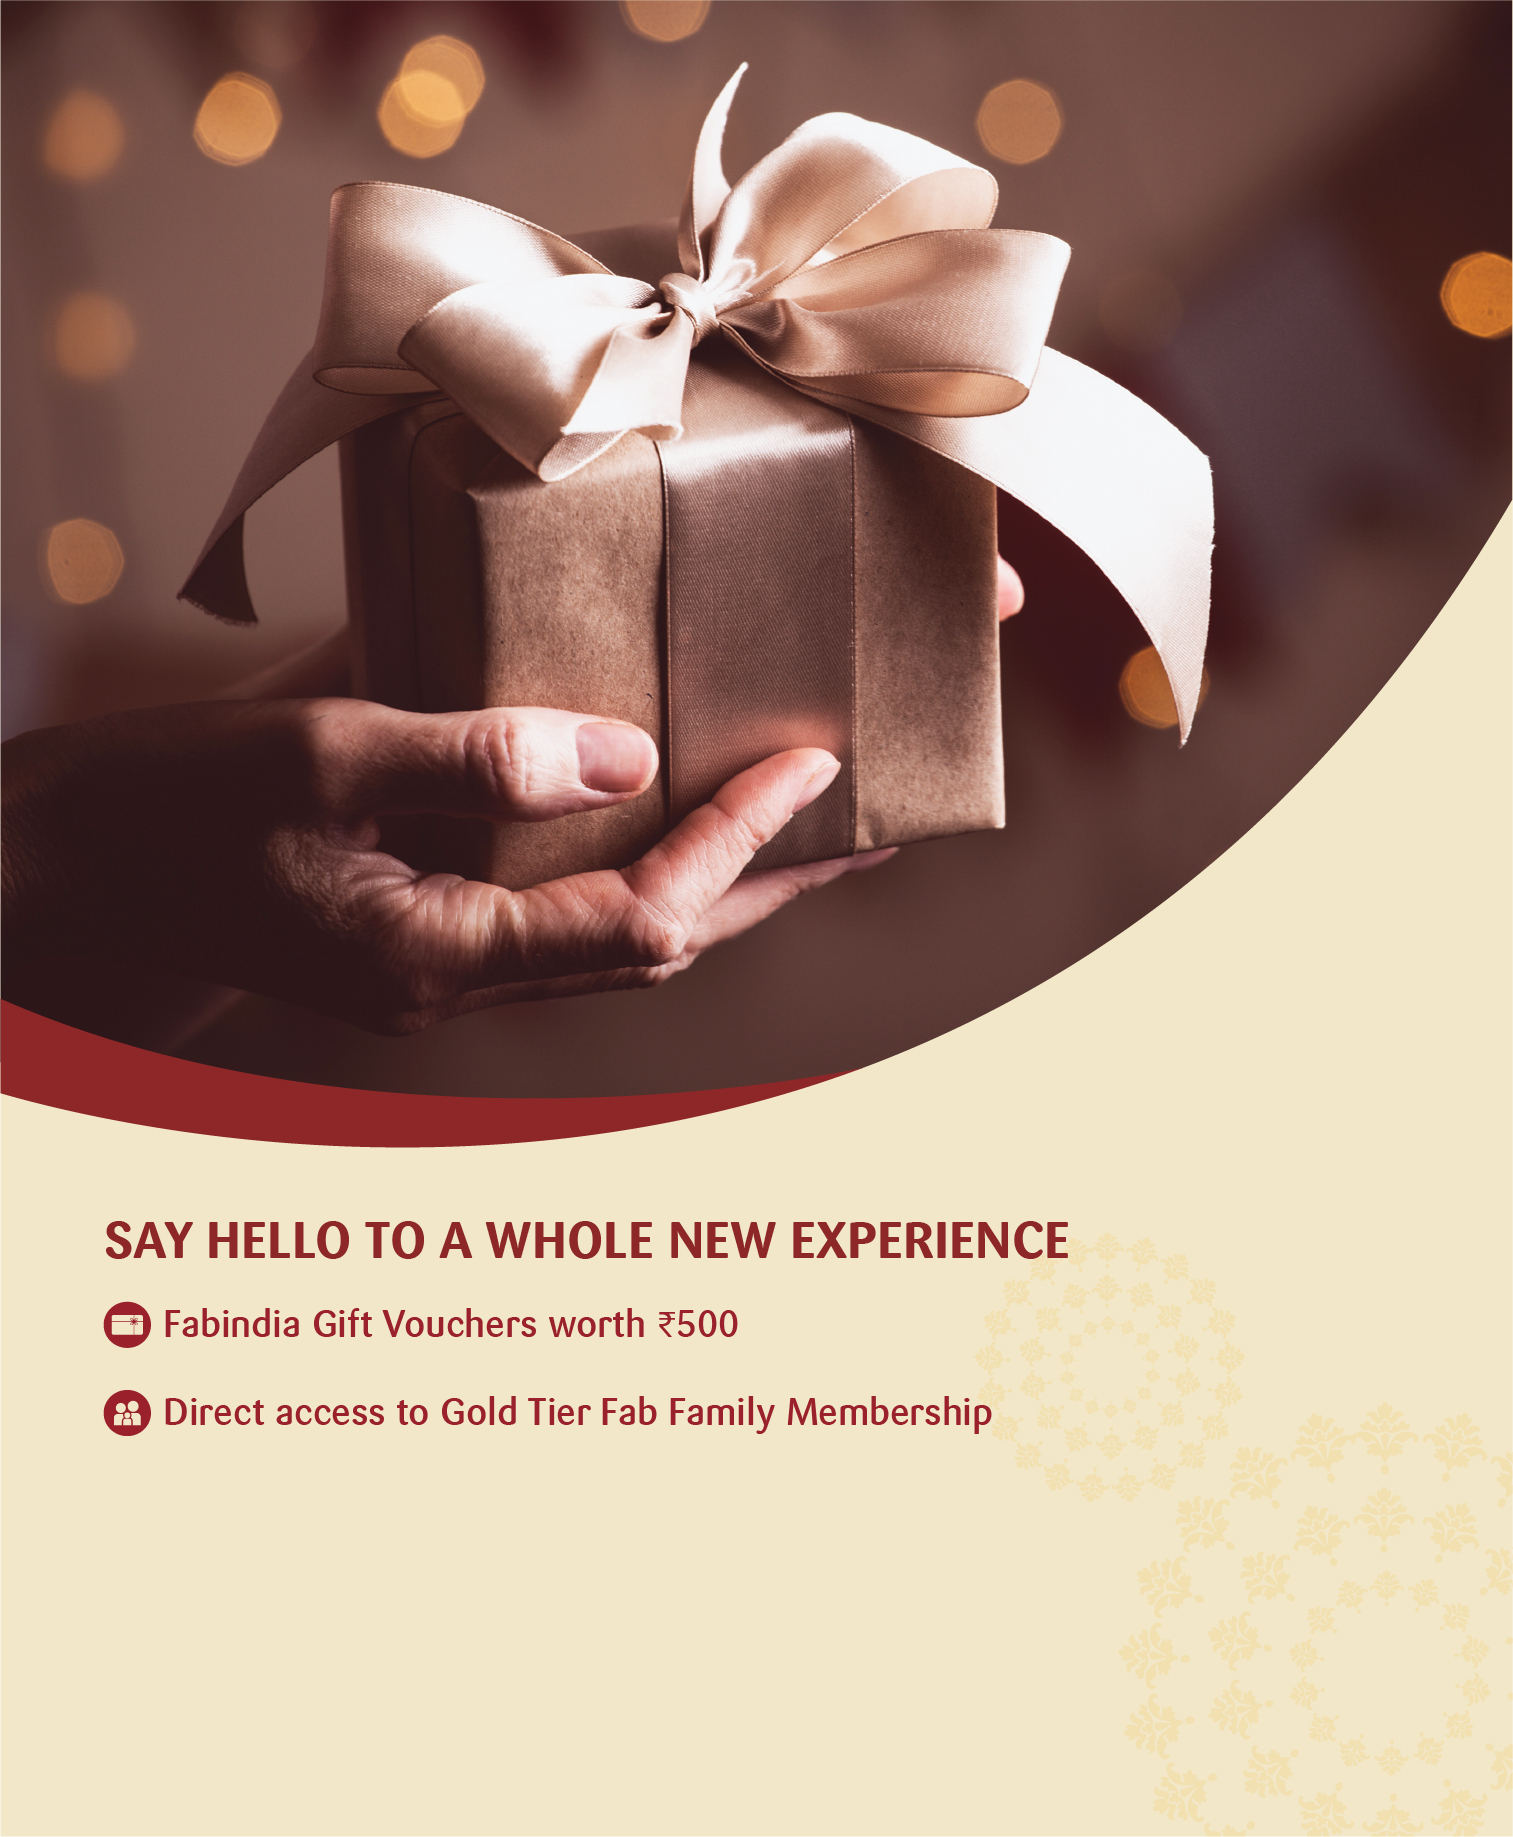 SAY HELLO TO A WHOLE NEW EXPERIENCE
Fabindia Gift Vouchers worth ₹500
Direct access to Gold Tier Fab Family Membership